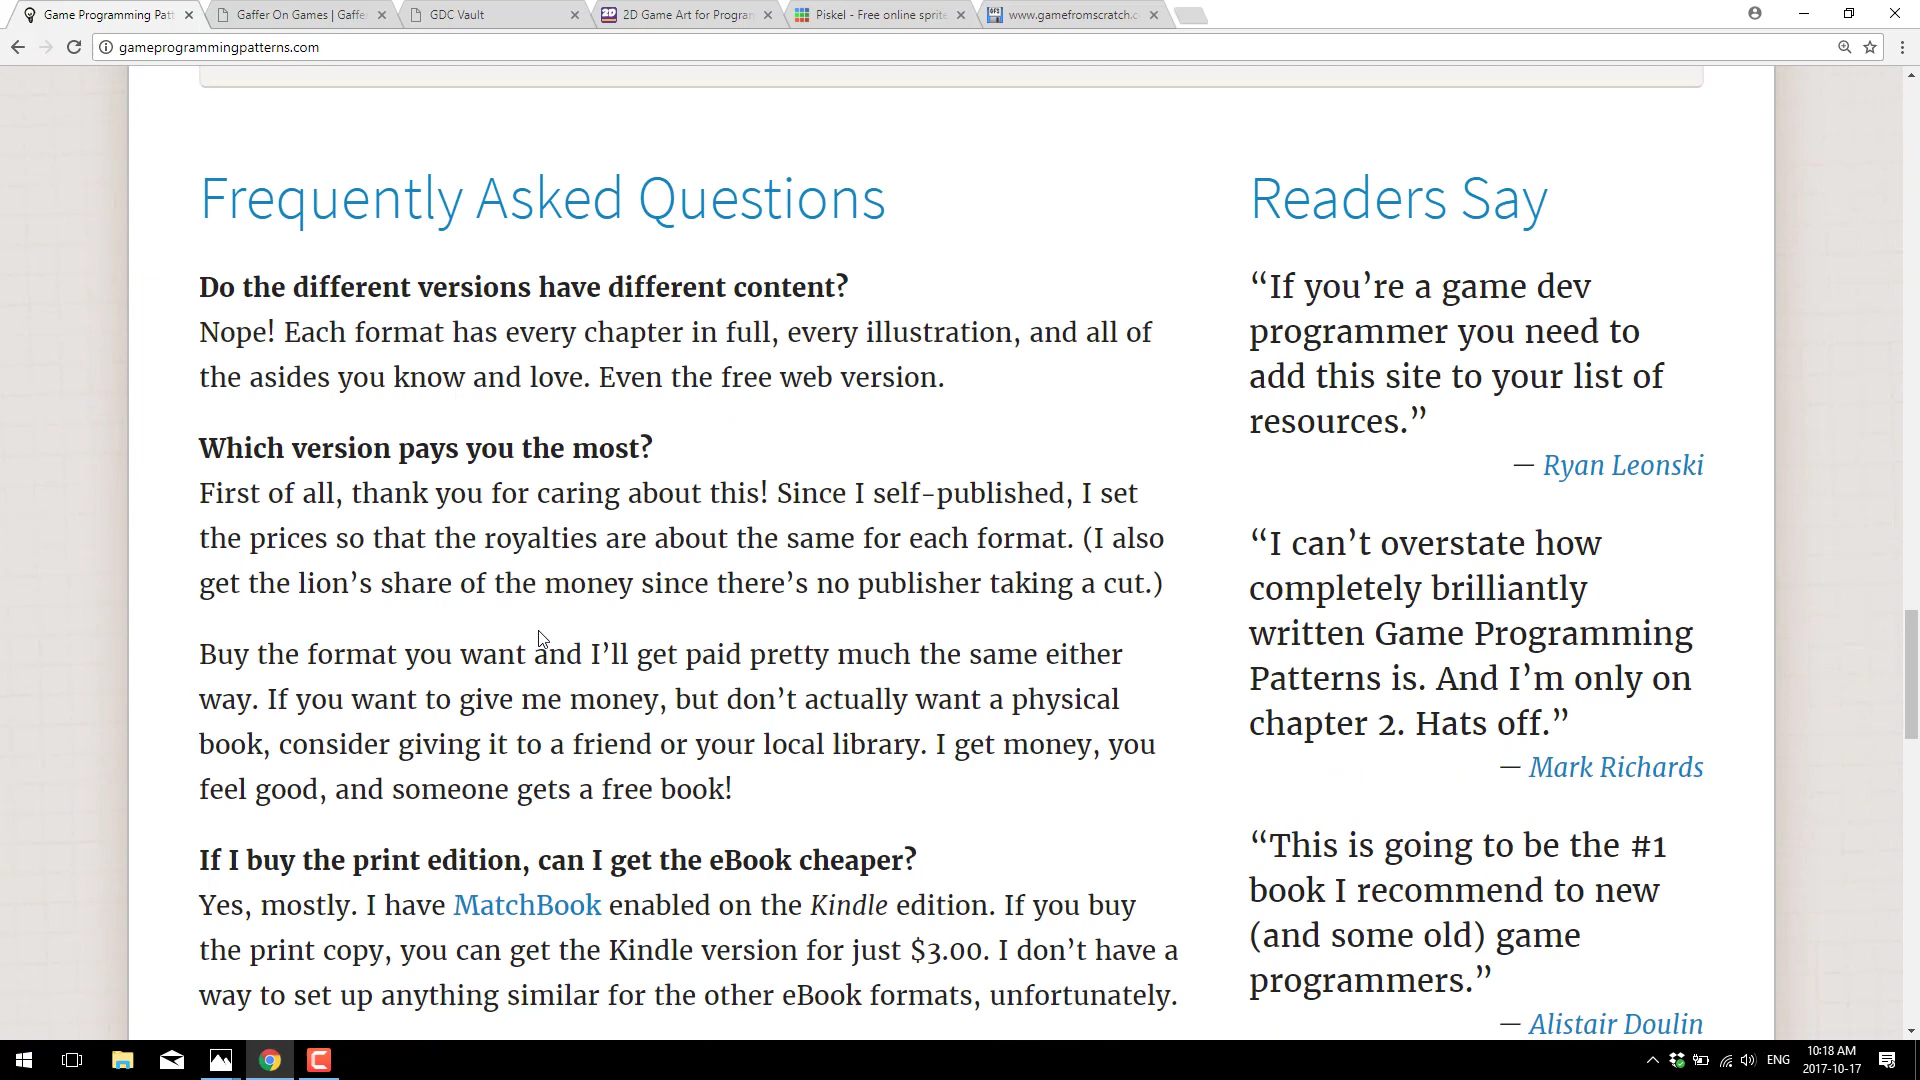 Game Programming Pat
Gaffer On Games | Gaffe
GDC Vault
2D Game Art for Program
Piskel - Free online sprite
www.gamefromscratch.c
gameprogrammingpatterns.com
Frequently Asked Questions
Do the different versions have different content?
Nope! Each format has every chapter in full, every illustration, and all of
the asides you know and love. Even the free web version.
Which version pays you the most?
First of all, thank you for caring about this! Since I self-published, I set
the prices so that the royalties are about the same for each format. (I also
get the lion’s share of the money since there’s no publisher taking a cut.)
Buy the format you want and I’ll get paid pretty much the same either
way. If you want to give me money, but don’t actually want a physical
book, consider giving it to a friend or your local library. I get money, you
feel good, and someone gets a free book!
If I buy the print edition, can I get the eBook cheaper?
Yes, mostly. I have MatchBook enabled on the Kindle edition. If you buy
the print copy, you can get the Kindle version for just $3.00. I don’t have a
way to set up anything similar for the other eBook formats, unfortunately.
Readers Say
“If you’re a game dev
programmer you need to
add this site to your list of
resources.”
— Ryan Leonski
“I can’t overstate how
completely brilliantly
written Game Programming
Patterns is. And I’m only on
chapter 2. Hats off.”
— Mark Richards
“This is going to be the #1
book I recommend to new
(and some old) game
programmers.”
— Alistair Doulin
ENG
10:18 AM
2017-10-17